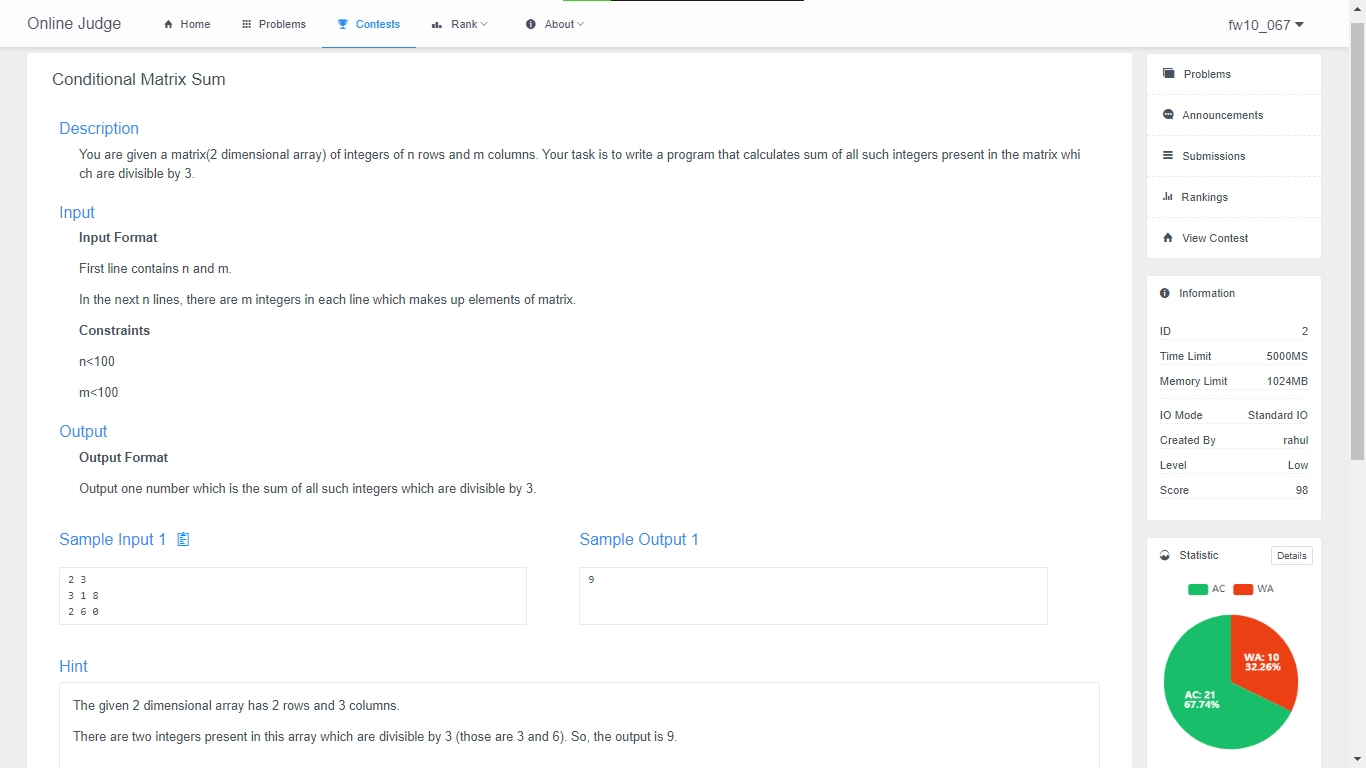 Online Judge
Home
Problems
Contests
Rank
About
fw10_067
Conditional Matrix Sum
Description
You are given a matrix(2 dimensional array) of integers of n rows and m columns. Your task is to write a program that calculates sum of all such integers present in the matrix whi
ch are divisible by 3.
Input
Input Format
First line contains n and m.
In the next n lines, there are m integers in each line which makes up elements of matrix.
Constraints
n<100
m<100
Output
Output Format
Output one number which is the sum of all such integers which are divisible by 3.
Sample Input 1
2 3
3 1 8
2 6 0
Sample Output 1
9
Hint
The given 2 dimensional array has 2 rows and 3 columns.
There are two integers present in this array which are divisible by 3 (those are 3 and 6). So, the output is 9.
Problems
Announcements
Submissions
Rankings
View Contest
Information
ID 2
Time Limit 5000MS
Memory Limit 1024MB
IO Mode Standard IO
Created By rahul
Level Low
Score 98
Statistic Details
AC WA
WA: 10
32.26%
AC: 21
67.74%